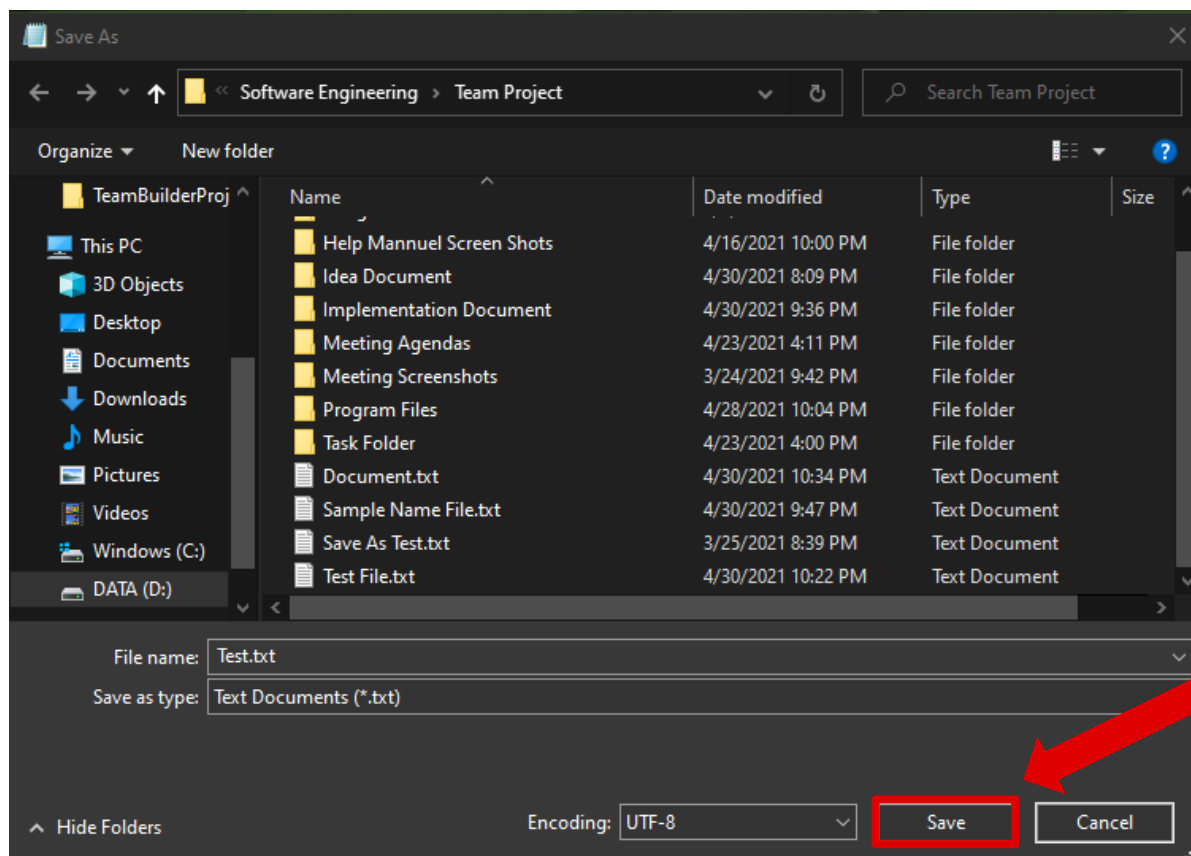 Save As
« Software Engineering > Team Project
Search Team Project
Organize
New folder
TeamBuilderProj
This PC
3D Objects
Desktop
Documents
Downloads
Music
Pictures
Videos
Windows (C:)
DATA (D:)
Name Date modified Type Size
Help Mannuel Screen Shots 4/16/2021 10:00 PM File folder
Idea Document 4/30/2021 8:09 PM File folder
Implementation Document 4/30/2021 9:36 PM File folder
Meeting Agendas 4/23/2021 4:11 PM File folder
Meeting Screenshots 3/24/2021 9:42 PM File folder
Program Files 4/28/2021 10:04 PM File folder
Task Folder 4/23/2021 4:00 PM File folder
Document.txt 4/30/2021 10:34 PM Text Document
Sample Name File.txt 4/30/2021 9:47 PM Text Document
Save As Test.txt 3/25/2021 8:39 PM Text Document
Test File.txt 4/30/2021 10:22 PM Text Document
File name: Test.txt
Save as type: Text Documents (*.txt)
Hide Folders
Encoding: UTF-8
Save
Cancel